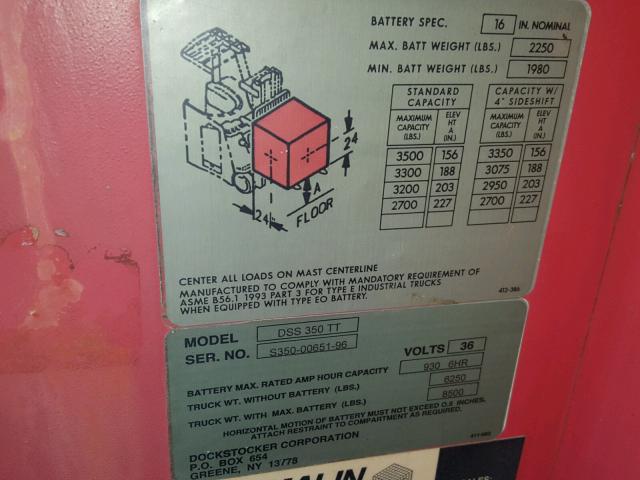 BATTERY SPEC. 16 IN. NOMINAL
MAX. BATT WEIGHT (LBS.) 2250
MIN. BATT WEIGHT (LBS.) 1980
STANDARD CAPACITY
MAXIMUM CAPACITY (LBS.) ELEV HT A (IN.)
3500 156
3300 188
3200 203
2700 227
CAPACITY W/ 4" SIDESHIFT
MAXIMUM CAPACITY (LBS.) ELEV HT A (IN.)
3350 156
3075 188
2950 203
2700 227
24
A
24
FLOOR
CENTER ALL LOADS ON MAST CENTERLINE
MANUFACTURED TO COMPLY WITH MANDATORY REQUIREMENT OF
ASME B56.1 1993 PART 3 FOR TYPE E INDUSTRIAL TRUCKS
WHEN EQUIPPED WITH TYPE EO BATTERY.
412-386
MODEL DSS 350 TT
SER. NO. S350-00651-96
VOLTS 36
BATTERY MAX. RATED AMP HOUR CAPACITY 930 6HR
TRUCK WT. WITHOUT BATTERY (LBS.) 6250
TRUCK WT. WITH MAX. BATTERY (LBS.) 8500
HORIZONTAL MOTION OF BATTERY MUST NOT EXCEED 0.5 INCHES.
ATTACH RESTRAINT TO COMPARTMENT AS REQUIRED.
DOCKSTOCKER CORPORATION
P.O. BOX 654
GREENE, NY 13778